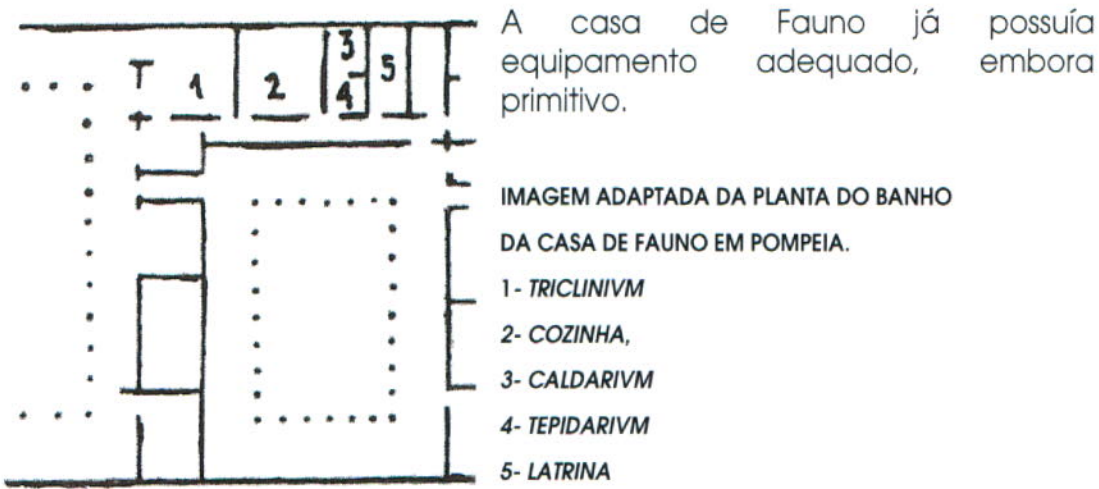 A casa de Fauno já possuía
equipamento adequado, embora
primitivo.
IMAGEM ADAPTADA DA PLANTA DO BANHO
DA CASA DE FAUNO EM POMPEIA.
1- TRICLINIVM
2- COZINHA,
3- CALDARIVM
4- TEPIDARIVM
5- LATRINA
1
2
3
4
5